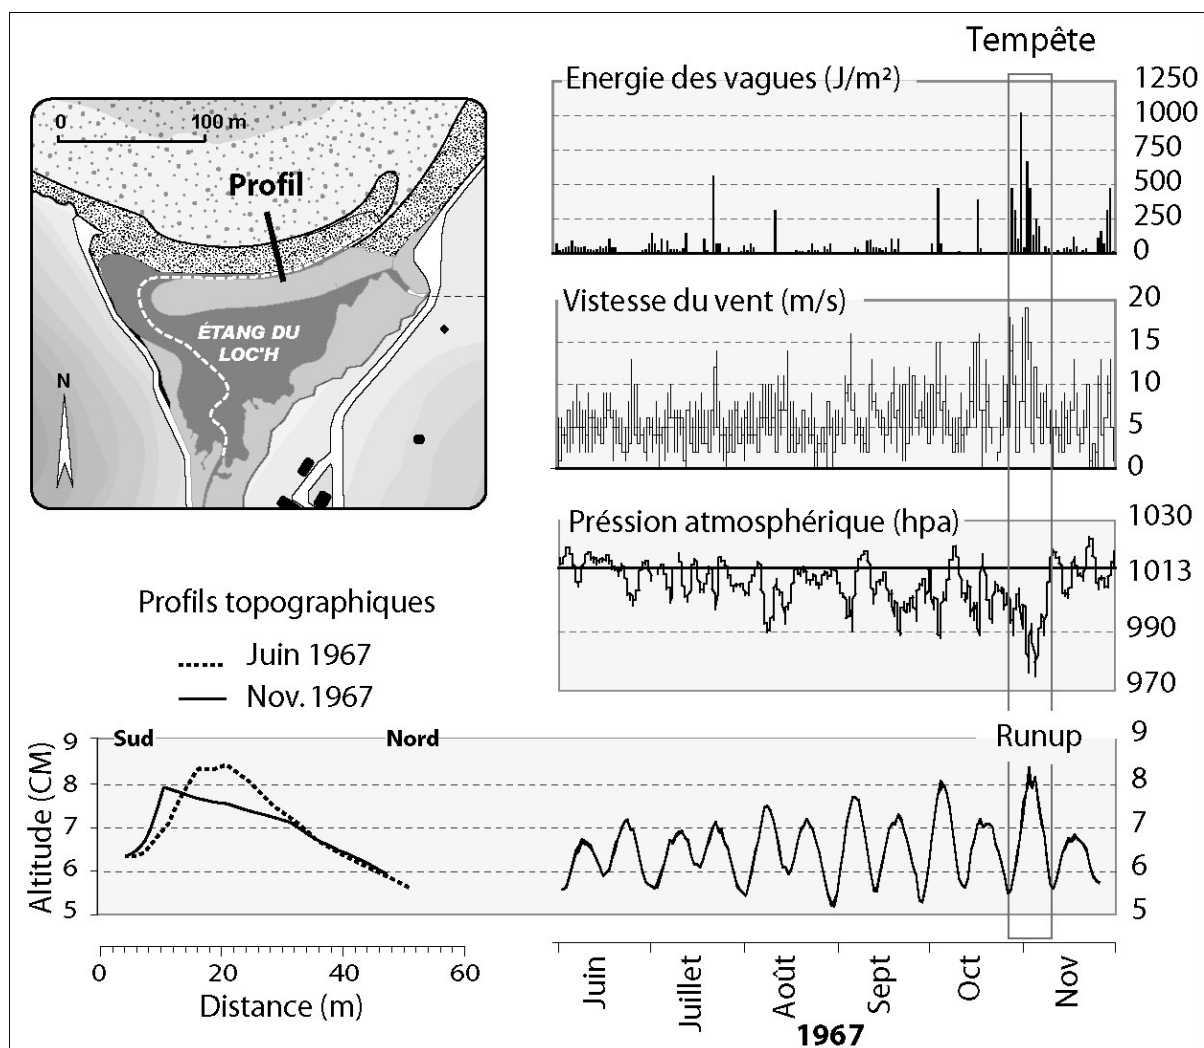 Tempête
Energie des vagues (J/m²)
1250
1000
750
500
250
0
0 100 m
Profil
ÉTANG DU
LOC'H
N
Vistesse du vent (m/s)
20
15
10
5
0
Préssion atmosphérique (hpa)
1030
1013
990
970
Profils topographiques
Juin 1967
Nov. 1967
Altitude (CM)
9
8
7
6
5
Sud Nord
Runup
9
8
7
6
5
0 20 40 60
Distance (m)
Juin
Juillet
Août
Sept
Oct
Nov
1967